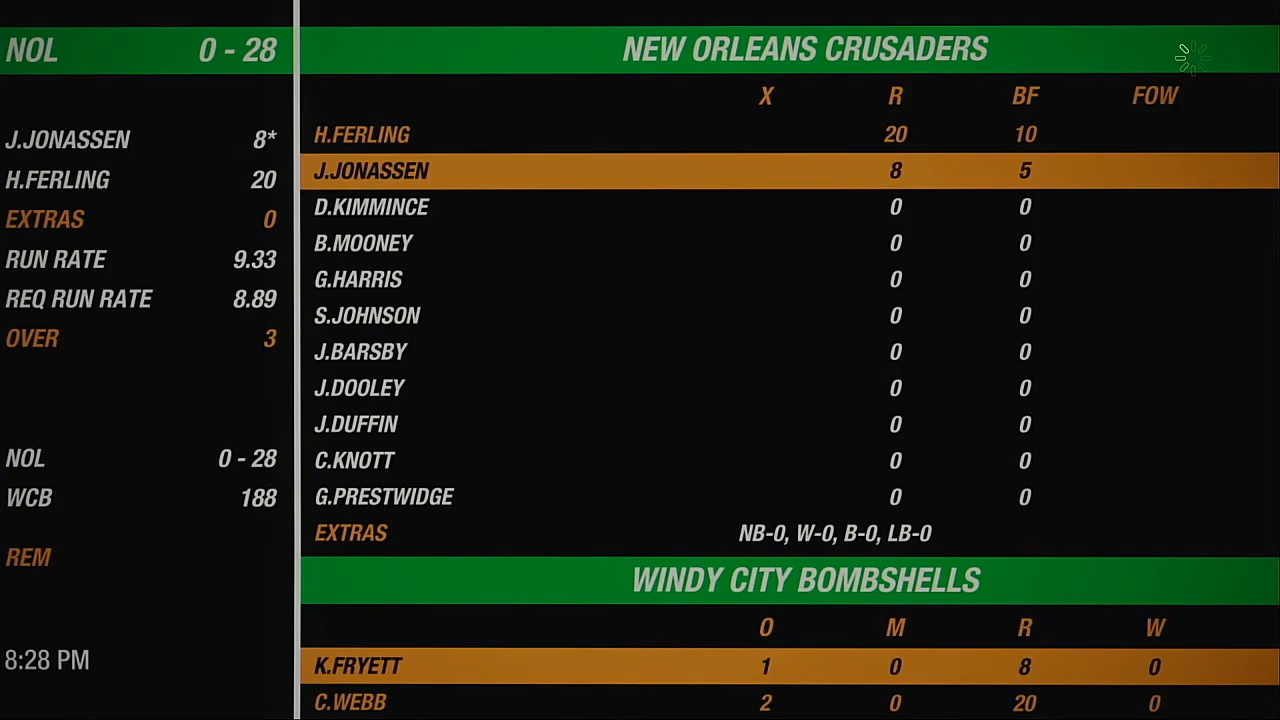 NOL 0 - 28
J.JONASSEN 8*
H.FERLING 20
EXTRAS 0
RUN RATE 9.33
REQ RUN RATE 8.89
OVER 3
NOL 0 - 28
WCB 188
REM
8:28 PM
NEW ORLEANS CRUSADERS
X R BF FOW
H.FERLING 20 10
J.JONASSEN 8 5
D.KIMMINCE 0 0
B.MOONEY 0 0
G.HARRIS 0 0
S.JOHNSON 0 0
J.BARSBY 0 0
J.DOOLEY 0 0
J.DUFFIN 0 0
C.KNOTT 0 0
G.PRESTWIDGE 0 0
EXTRAS NB-0, W-0, B-0, LB-0
WINDY CITY BOMBSHELLS
O M R W
K.FRYETT 1 0 8 0
C.WEBB 2 0 20 0